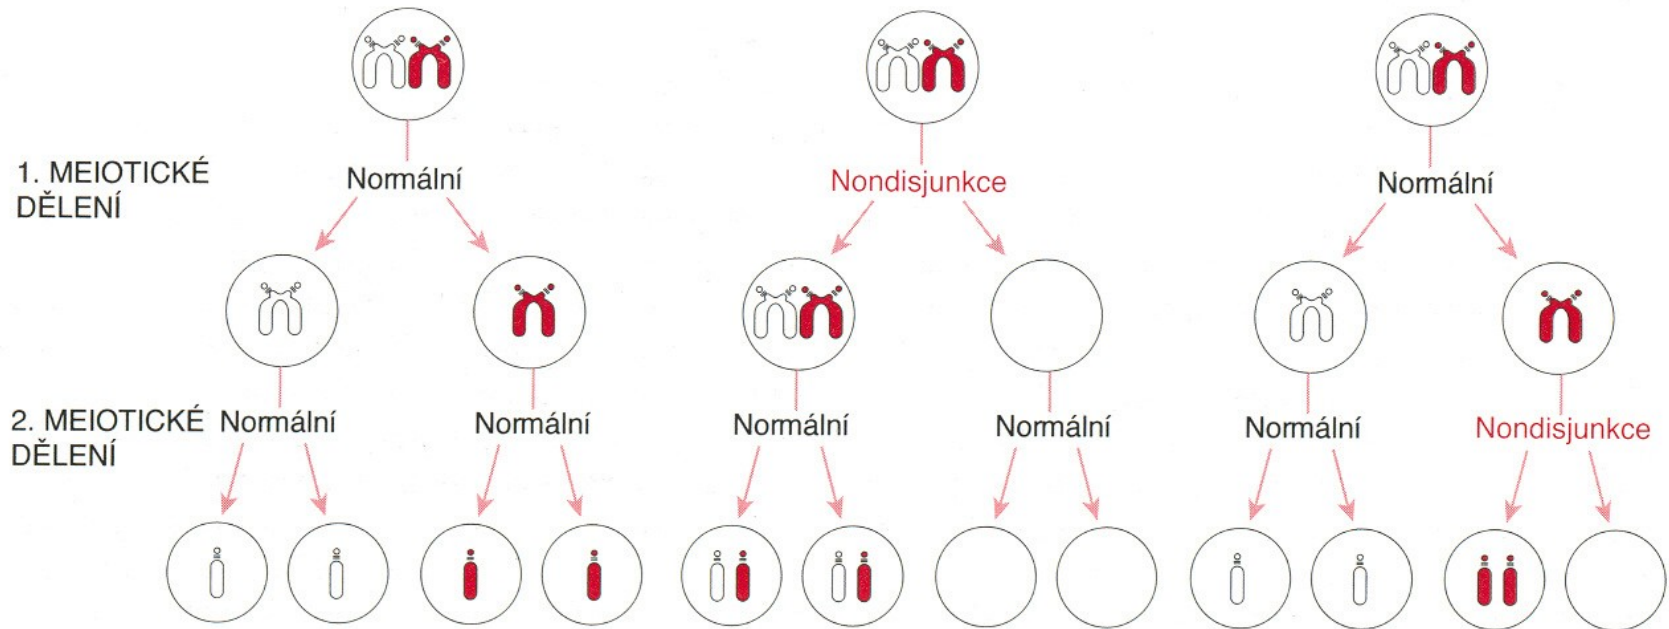 1. MEIOTICKÉ
DĚLENÍ
Normální
Nondisjunkce
Normální
2. MEIOTICKÉ
DĚLENÍ
Normální
Normální
Normální
Normální
Normální
Nondisjunkce